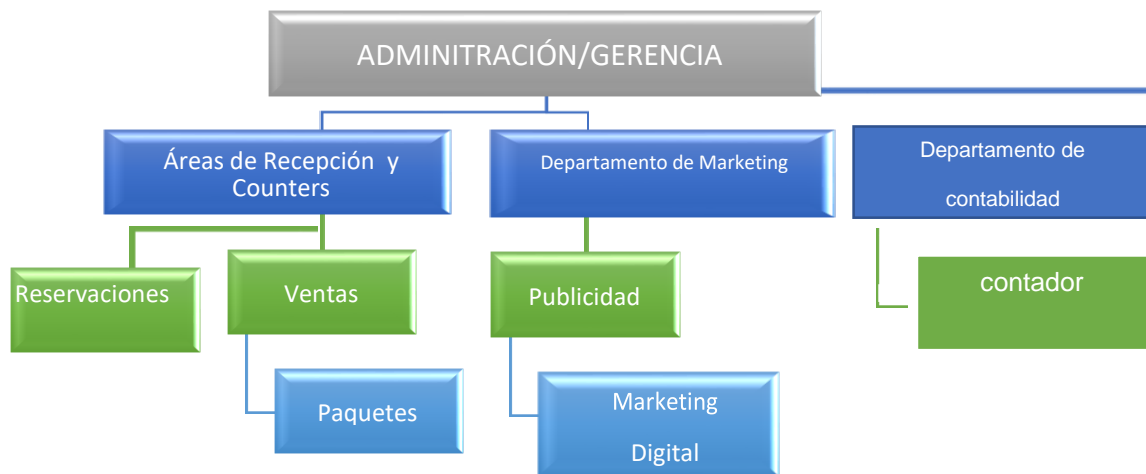 ADMINITRACIÓN/GERENCIA
Áreas de Recepción y
Counters
Departamento de Marketing
Departamento de
contabilidad
Reservaciones
Ventas
Publicidad
contador
Paquetes
Marketing
Digital